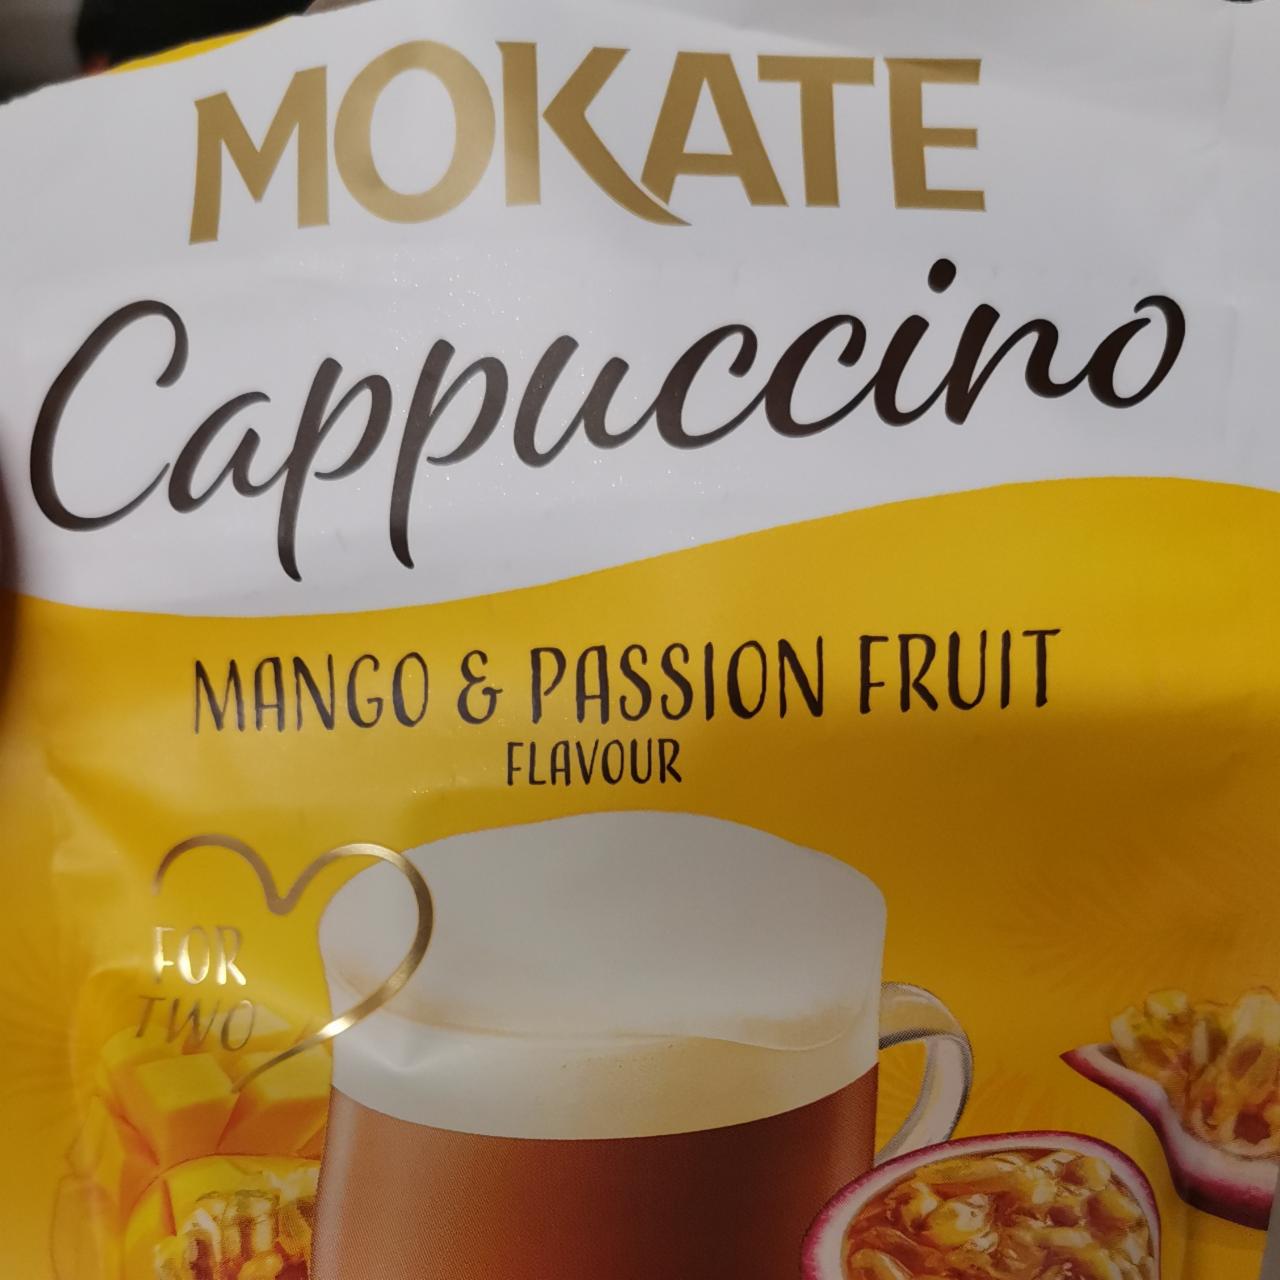 MOKATE
Cappuccino
MANGO & PASSION FRUIT
FLAVOUR
FOR
TWO